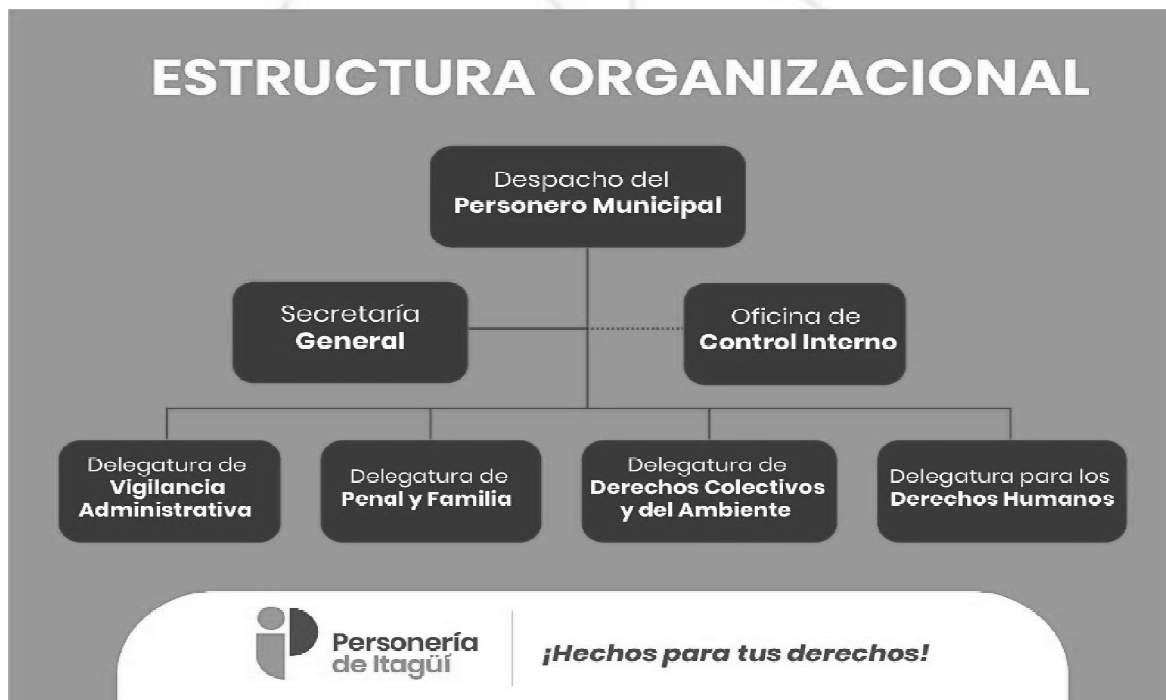 ESTRUCTURA ORGANIZACIONAL
Despacho del
Personero Municipal
Secretaría
General
Oficina de
Control Interno
Delegatura de
Vigilancia
Administrativa
Delegatura de
Penal y Familia
Delegatura de
Derechos Colectivos
y del Ambiente
Delegatura para los
Derechos Humanos
Personería
de Itagüí
¡Hechos para tus derechos!